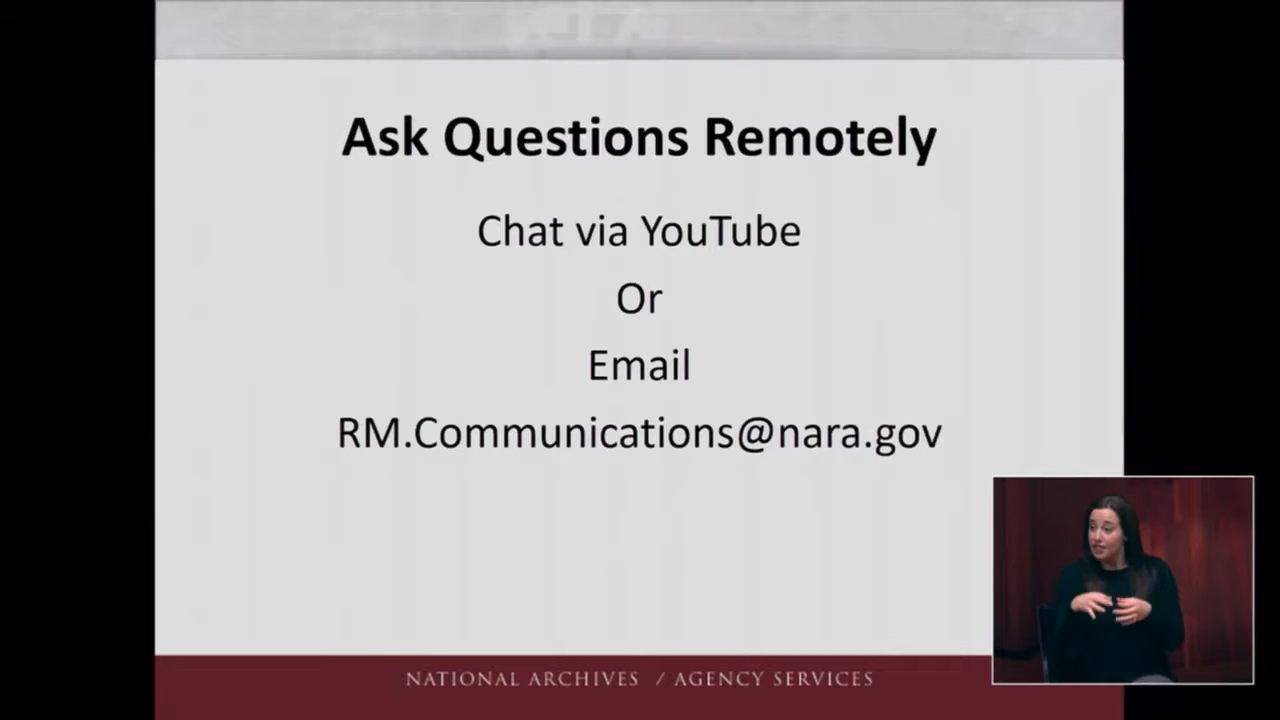 Ask Questions Remotely
Chat via YouTube
Or
Email
RM.Communications@nara.gov
NATIONAL ARCHIVES / AGENCY SERVICES